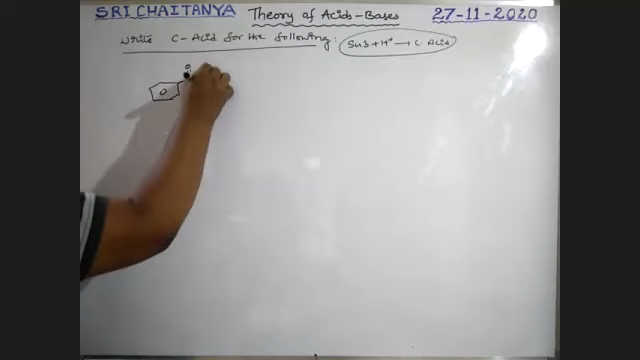 SRI CHAITANYA Theory of Acids-Bases 27-11-2020
Write C-Acid for the following: Sub + H⁺ → C. Acid